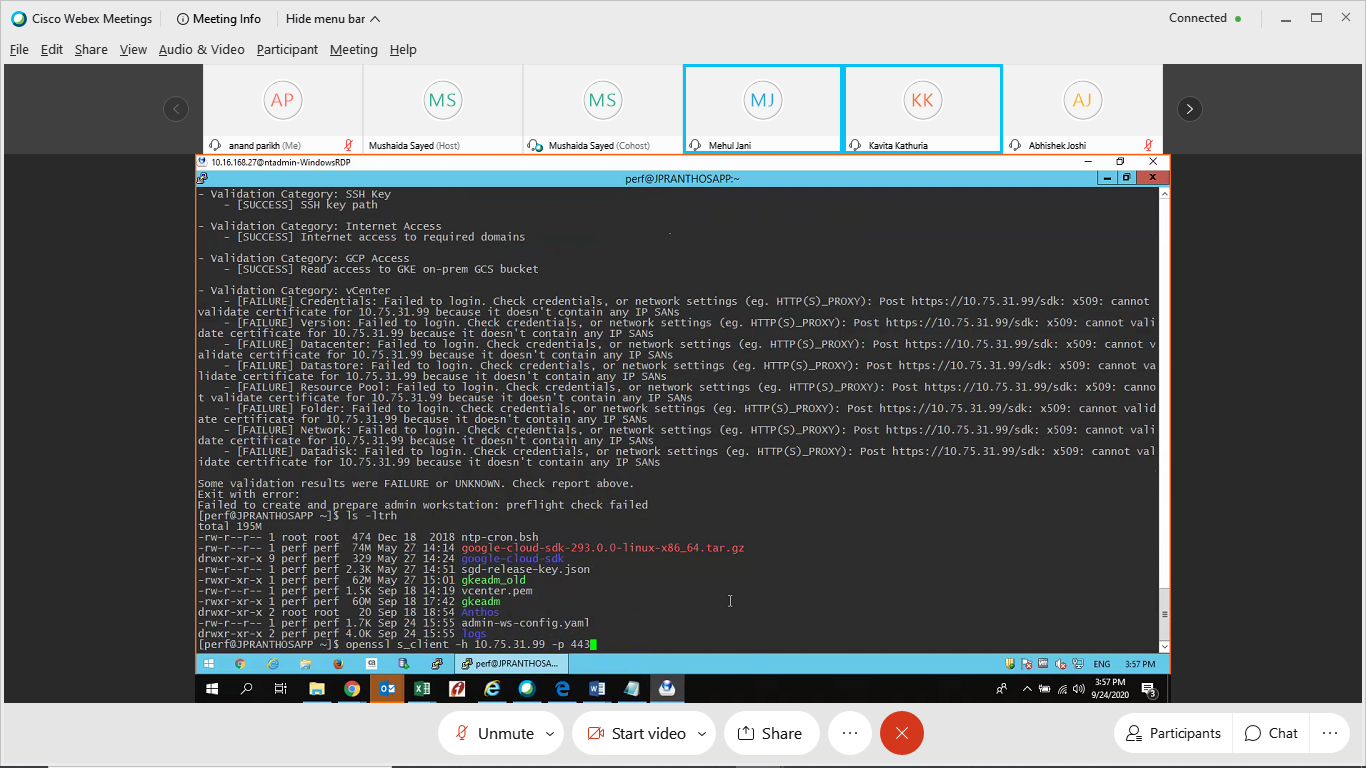 Cisco Webex Meetings
Meeting Info
Hide menu bar
Connected
File Edit Share View Audio & Video Participant Meeting Help
AP MS MS MJ KK AJ
anand parikh (Me) Mushaida Sayed (Host) Mushaida Sayed (Cohost) Mehul Jani Kavita Kathuria Abhishek Joshi
10.16.168.27@ntadmin-WindowsRDP
perf@JPRANTHOSAPP:~
- Validation Category: SSH Key
- [SUCCESS] SSH key path
- Validation Category: Internet Access
- [SUCCESS] Internet access to required domains
- Validation Category: GCP Access
- [SUCCESS] Read access to GKE on-prem GCS bucket
- Validation Category: vCenter
- [FAILURE] Credentials: Failed to login. Check credentials, or network settings (eg. HTTP(S)_PROXY): Post https://10.75.31.99/sdk: x509: cannot
validate certificate for 10.75.31.99 because it doesn't contain any IP SANs
- [FAILURE] Version: Failed to login. Check credentials, or network settings (eg. HTTP(S)_PROXY): Post https://10.75.31.99/sdk: x509: cannot vali
date certificate for 10.75.31.99 because it doesn't contain any IP SANs
- [FAILURE] Datacenter: Failed to login. Check credentials, or network settings (eg. HTTP(S)_PROXY): Post https://10.75.31.99/sdk: x509: cannot v
alidate certificate for 10.75.31.99 because it doesn't contain any IP SANs
- [FAILURE] Datastore: Failed to login. Check credentials, or network settings (eg. HTTP(S)_PROXY): Post https://10.75.31.99/sdk: x509: cannot va
lidate certificate for 10.75.31.99 because it doesn't contain any IP SANs
- [FAILURE] Resource Pool: Failed to login. Check credentials, or network settings (eg. HTTP(S)_PROXY): Post https://10.75.31.99/sdk: x509: canno
t validate certificate for 10.75.31.99 because it doesn't contain any IP SANs
- [FAILURE] Folder: Failed to login. Check credentials, or network settings (eg. HTTP(S)_PROXY): Post https://10.75.31.99/sdk: x509: cannot valid
ate certificate for 10.75.31.99 because it doesn't contain any IP SANs
- [FAILURE] Network: Failed to login. Check credentials, or network settings (eg. HTTP(S)_PROXY): Post https://10.75.31.99/sdk: x509: cannot vali
date certificate for 10.75.31.99 because it doesn't contain any IP SANs
- [FAILURE] Datadisk: Failed to login. Check credentials, or network settings (eg. HTTP(S)_PROXY): Post https://10.75.31.99/sdk: x509: cannot val
idate certificate for 10.75.31.99 because it doesn't contain any IP SANs
Some validation results were FAILURE or UNKNOWN. Check report above.
Exit with error:
Failed to create and prepare admin workstation: preflight check failed
[perf@JPRANTHOSAPP ~]$ ls -ltrh
total 195M
-rw-r--r-- 1 root root 474 Dec 18 2018 ntp-cron.bsh
-rw-r--r-- 1 perf perf 74M May 27 14:14 google-cloud-sdk-293.0.0-linux-x86_64.tar.gz
drwxr-xr-x 9 perf perf 329 May 27 14:24 google-cloud-sdk
-rw-r--r-- 1 perf perf 2.3K May 27 14:51 sgd-release-key.json
-rwxr-xr-x 1 perf perf 62M May 27 15:01 gkeadm_old
-rw-r--r-- 1 perf perf 1.5K Sep 18 14:19 vcenter.pem
-rwxr-xr-x 1 perf perf 60M Sep 18 17:42 gkeadm
drwxr-xr-x 2 root root 20 Sep 18 18:54 Anthos
-rw-r--r-- 1 perf perf 1.7K Sep 24 15:55 admin-ws-config.yaml
drwxr-xr-x 2 perf perf 4.0K Sep 24 15:55 logs
[perf@JPRANTHOSAPP ~]$ openssl s_client -h 10.75.31.99 -p 443
perf@JPRANTHOSA...
ENG 3:57 PM
3:57 PM
9/24/2020
3
Unmute
Start video
Share
Participants
Chat